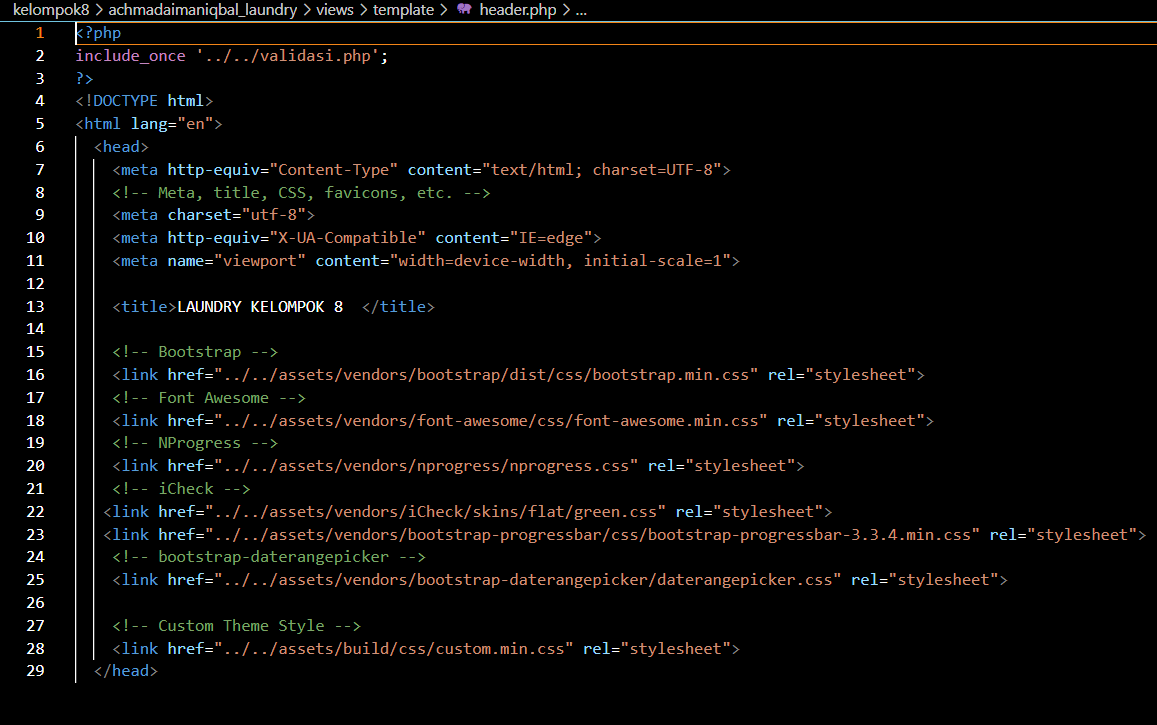 kelompok8 > achmadaimaniqbal_laundry > views > template > header.php > ...
1 <?php
2 include_once '../../validasi.php';
3 ?>
4 <!DOCTYPE html>
5 <html lang="en">
6 <head>
7 <meta http-equiv="Content-Type" content="text/html; charset=UTF-8">
8 <!-- Meta, title, CSS, favicons, etc. -->
9 <meta charset="utf-8">
10 <meta http-equiv="X-UA-Compatible" content="IE=edge">
11 <meta name="viewport" content="width=device-width, initial-scale=1">
12
13 <title>LAUNDRY KELOMPOK 8  </title>
14
15 <!-- Bootstrap -->
16 <link href="../../assets/vendors/bootstrap/dist/css/bootstrap.min.css" rel="stylesheet">
17 <!-- Font Awesome -->
18 <link href="../../assets/vendors/font-awesome/css/font-awesome.min.css" rel="stylesheet">
19 <!-- NProgress -->
20 <link href="../../assets/vendors/nprogress/nprogress.css" rel="stylesheet">
21 <!-- iCheck -->
22 <link href="../../assets/vendors/iCheck/skins/flat/green.css" rel="stylesheet">
23 <link href="../../assets/vendors/bootstrap-progressbar/css/bootstrap-progressbar-3.3.4.min.css" rel="stylesheet">
24 <!-- bootstrap-daterangepicker -->
25 <link href="../../assets/vendors/bootstrap-daterangepicker/daterangepicker.css" rel="stylesheet">
26
27 <!-- Custom Theme Style -->
28 <link href="../../assets/build/css/custom.min.css" rel="stylesheet">
29 </head>